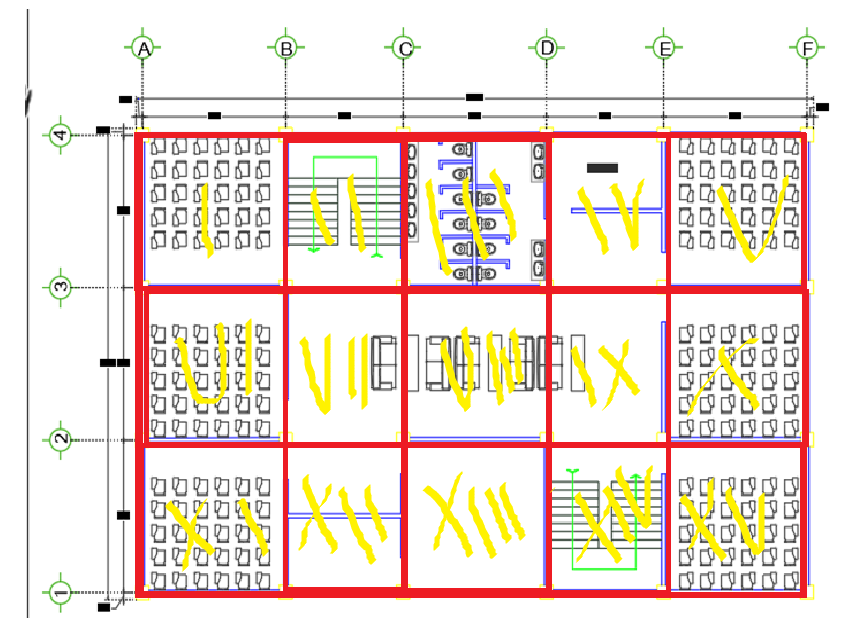 A B C D E F
4
I II III IV V
3
VI VII VIII IX X
2
XI XII XIII XIV XV
1